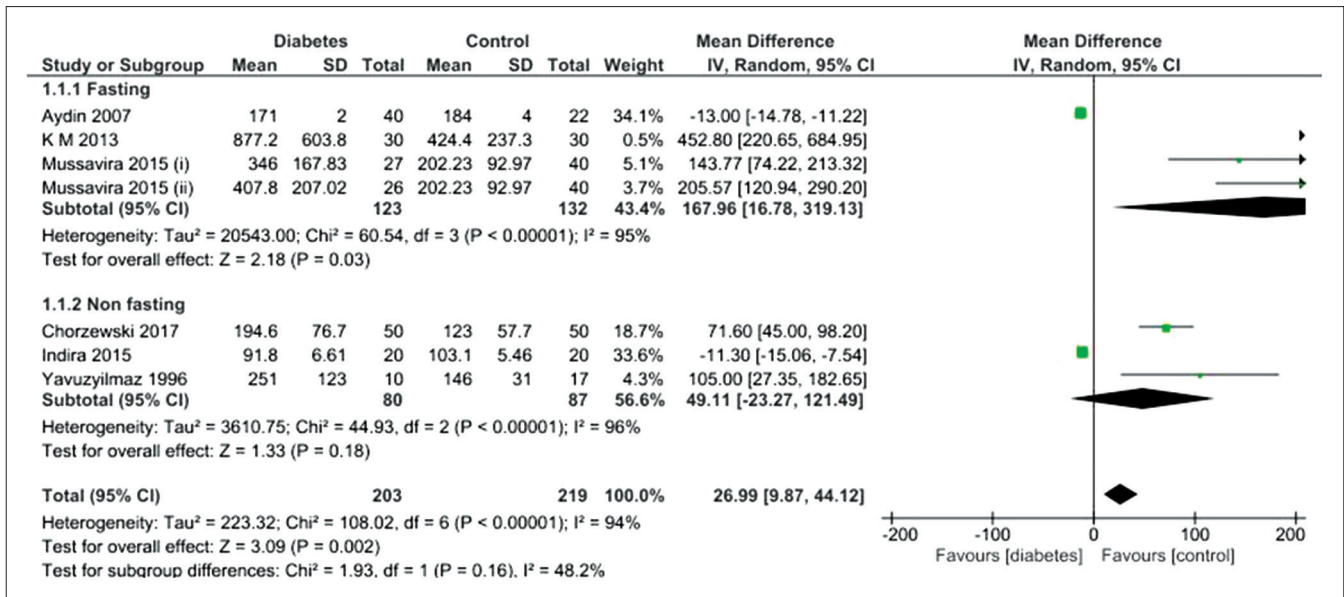 Diabetes Control Mean Difference Mean Difference
Study or Subgroup Mean SD Total Mean SD Total Weight IV, Random, 95% CI IV, Random, 95% CI
1.1.1 Fasting
Aydin 2007 171 2 40 184 4 22 34.1% -13.00 [-14.78, -11.22]
K M 2013 877.2 603.8 30 424.4 237.3 30 0.5% 452.80 [220.65, 684.95]
Mussavira 2015 (i) 346 167.83 27 202.23 92.97 40 5.1% 143.77 [74.22, 213.32]
Mussavira 2015 (ii) 407.8 207.02 26 202.23 92.97 40 3.7% 205.57 [120.94, 290.20]
Subtotal (95% CI) 123 132 43.4% 167.96 [16.78, 319.13]
Heterogeneity: Tau² = 20543.00; Chi² = 60.54, df = 3 (P < 0.00001); I² = 95%
Test for overall effect: Z = 2.18 (P = 0.03)
1.1.2 Non fasting
Chorzewski 2017 194.6 76.7 50 123 57.7 50 18.7% 71.60 [45.00, 98.20]
Indira 2015 91.8 6.61 20 103.1 5.46 20 33.6% -11.30 [-15.06, -7.54]
Yavuzyilmaz 1996 251 123 10 146 31 17 4.3% 105.00 [27.35, 182.65]
Subtotal (95% CI) 80 87 56.6% 49.11 [-23.27, 121.49]
Heterogeneity: Tau² = 3610.75; Chi² = 44.93, df = 2 (P < 0.00001); I² = 96%
Test for overall effect: Z = 1.33 (P = 0.18)
Total (95% CI) 203 219 100.0% 26.99 [9.87, 44.12]
Heterogeneity: Tau² = 223.32; Chi² = 108.02, df = 6 (P < 0.00001); I² = 94%
Test for overall effect: Z = 3.09 (P = 0.002)
Test for subgroup differences: Chi² = 1.93, df = 1 (P = 0.16), I² = 48.2%
-200 -100 0 100 200
Favours [diabetes] Favours [control]